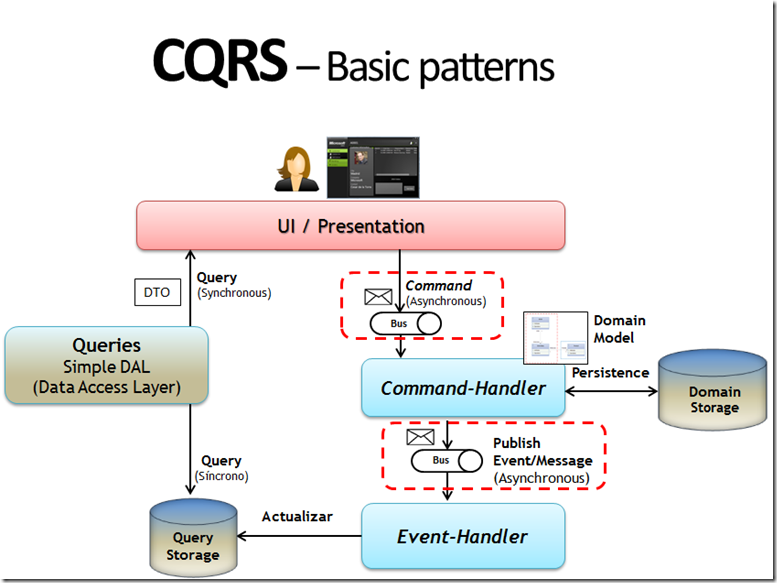 CQRS – Basic patterns
UI / Presentation
DTO
Query
(Synchronous)
Command
(Asynchronous)
Bus
Queries
Simple DAL
(Data Access Layer)
Domain
Model
Command-Handler
Persistence
Domain
Storage
Bus
Publish
Event/Message
(Asynchronous)
Query
(Síncrono)
Query
Storage
Actualizar
Event-Handler